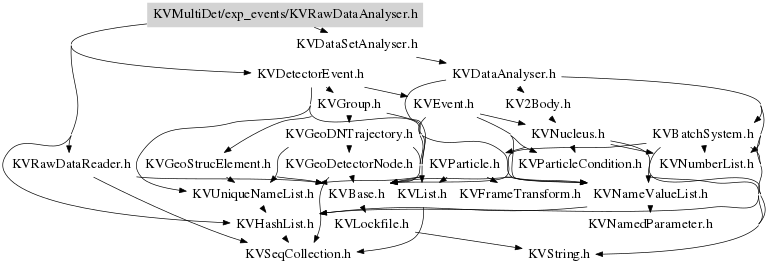 KVMultiDet/exp_events/KVRawDataAnalyser.h
KVDataSetAnalyser.h
KVDetectorEvent.h
KVDataAnalyser.h
KVGroup.h
KVEvent.h
KV2Body.h
KVGeoDNTrajectory.h
KVNucleus.h
KVBatchSystem.h
KVRawDataReader.h
KVGeoStrucElement.h
KVGeoDetectorNode.h
KVParticle.h
KVParticleCondition.h
KVNumberList.h
KVUniqueNameList.h
KVBase.h
KVList.h
KVFrameTransform.h
KVNameValueList.h
KVHashList.h
KVLockfile.h
KVNamedParameter.h
KVSeqCollection.h
KVString.h